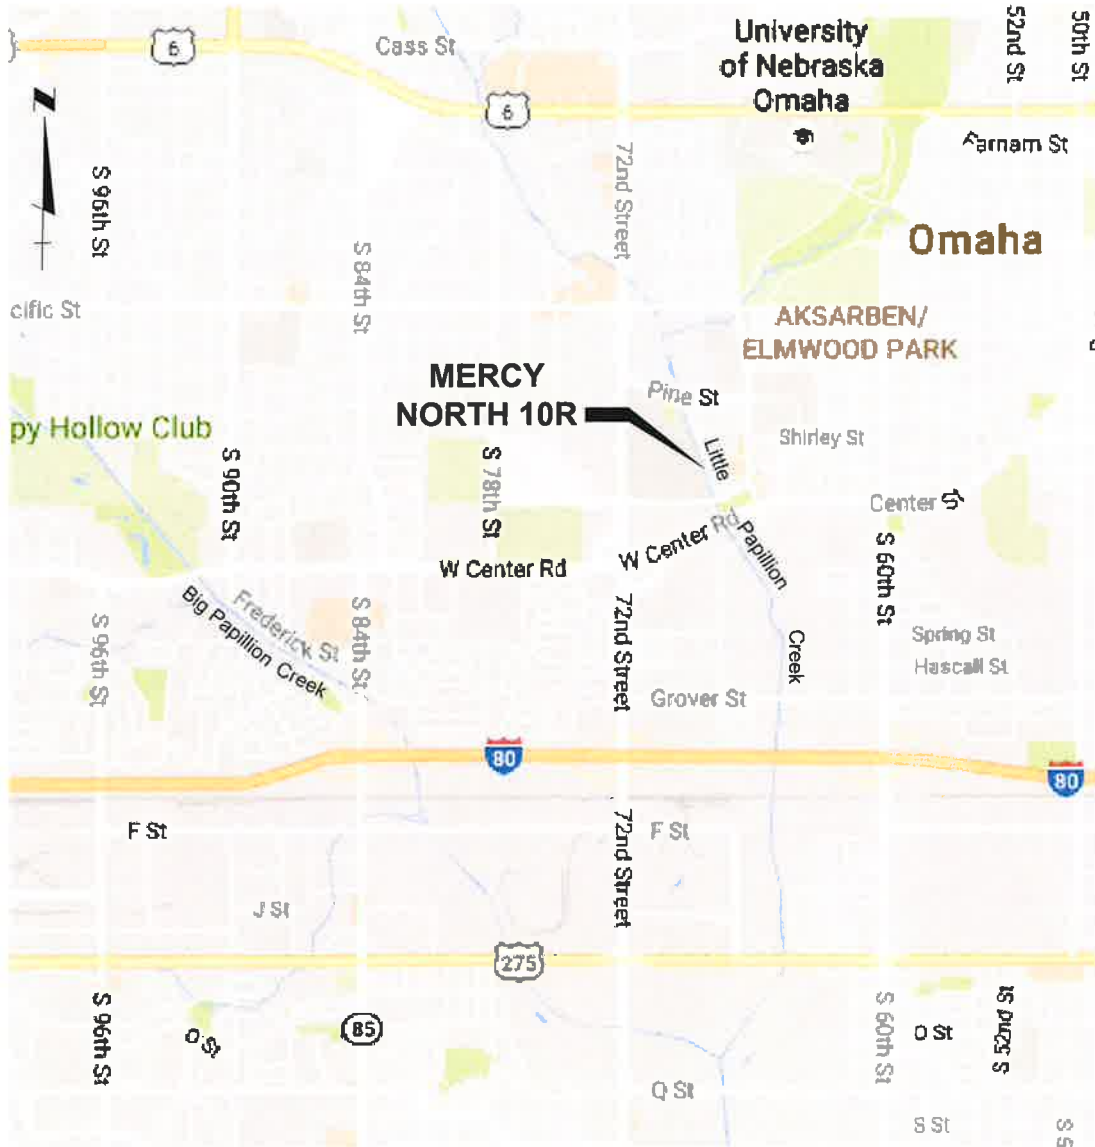 6
Cass St
University
of Nebraska
Omaha
52nd St
50th St
6
N
Farnam St
S 96th St
72nd Street
Omaha
S 84th St
cific St
AKSARBEN/
ELMWOOD PARK
MERCY
NORTH 10R
Pine St
py Hollow Club
Shirley St
S 90th St
S 78th St
Little
Papillion
Creek
Center St
W Center Rd
W Center Rd
S 60th St
Frederick St
Big Papillion Creek
S 84th St
S 96th St
72nd Street
Spring St
Hascall St
Grover St
80
80
F St
72nd Street
F St
J St
275
S 96th St
O St
85
S 60th St
O St
S 52nd St
Q St
S St
S 5